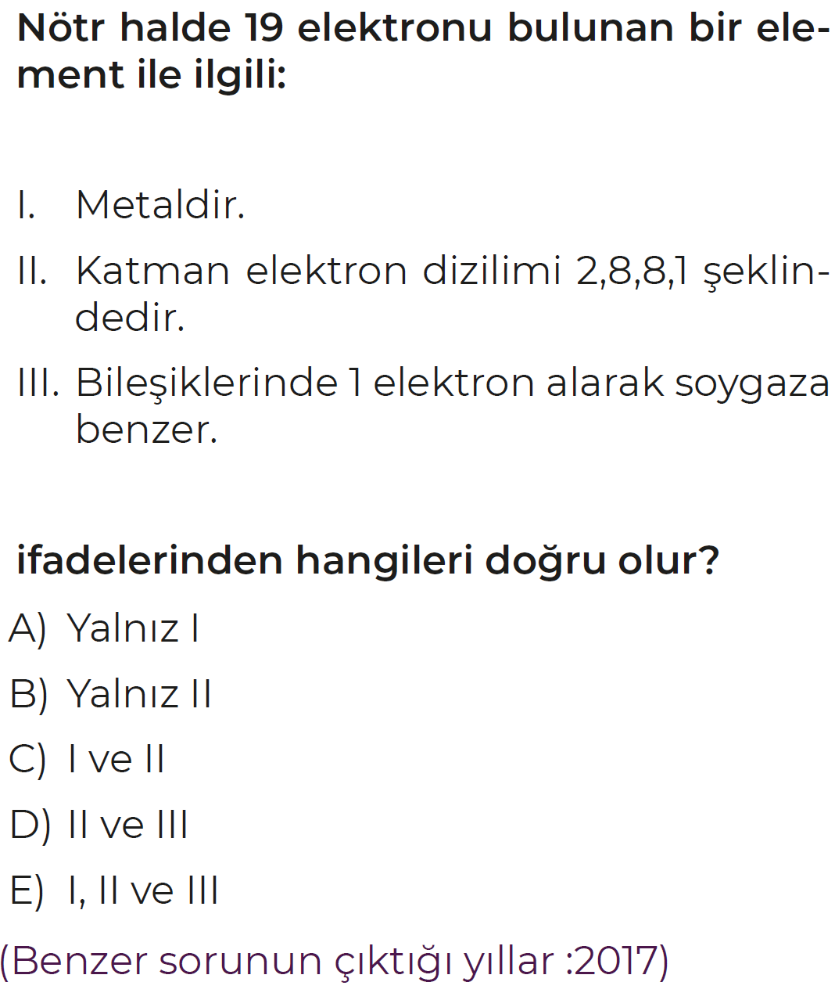 Nötr halde 19 elektronu bulunan bir ele-
ment ile ilgili:
I. Metaldir.
II. Katman elektron dizilimi 2,8,8,1 şeklin-
dedir.
III. Bileşiklerinde 1 elektron alarak soygaza
benzer.
ifadelerinden hangileri doğru olur?
A) Yalnız I
B) Yalnız II
C) I ve II
D) II ve III
E) I, II ve III
(Benzer sorunun çıktığı yıllar :2017)